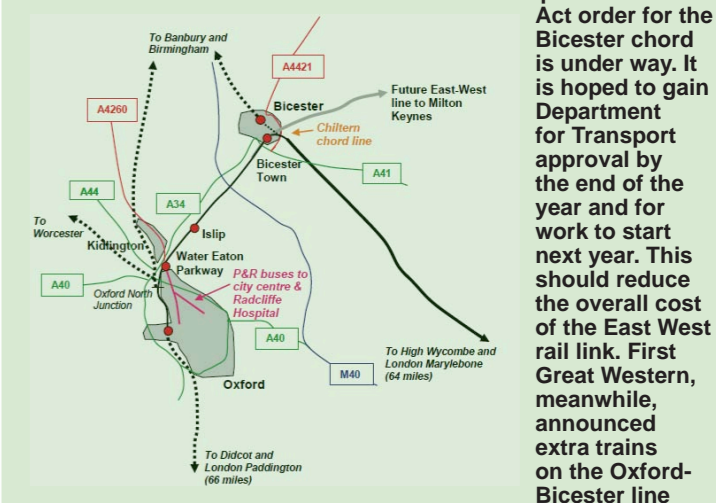 To Banbury and
Birmingham
A4421
A4260
Bicester
Future East-West
line to Milton
Keynes
Chiltern
chord line
Bicester
Town
A41
A44
A34
To
Worcester
Kidlington
Islip
Water Eaton
Parkway
A40
Oxford North
Junction
P&R buses to
city centre &
Radcliffe
Hospital
A40
M40
To High Wycombe and
London Marylebone
(64 miles)
Oxford
To Didcot and
London Paddington
(66 miles)
Act order for the
Bicester chord
is under way. It
is hoped to gain
Department
for Transport
approval by
the end of the
year and for
work to start
next year. This
should reduce
the overall cost
of the East West
rail link. First
Great Western,
meanwhile,
announced
extra trains
on the Oxford-
Bicester line